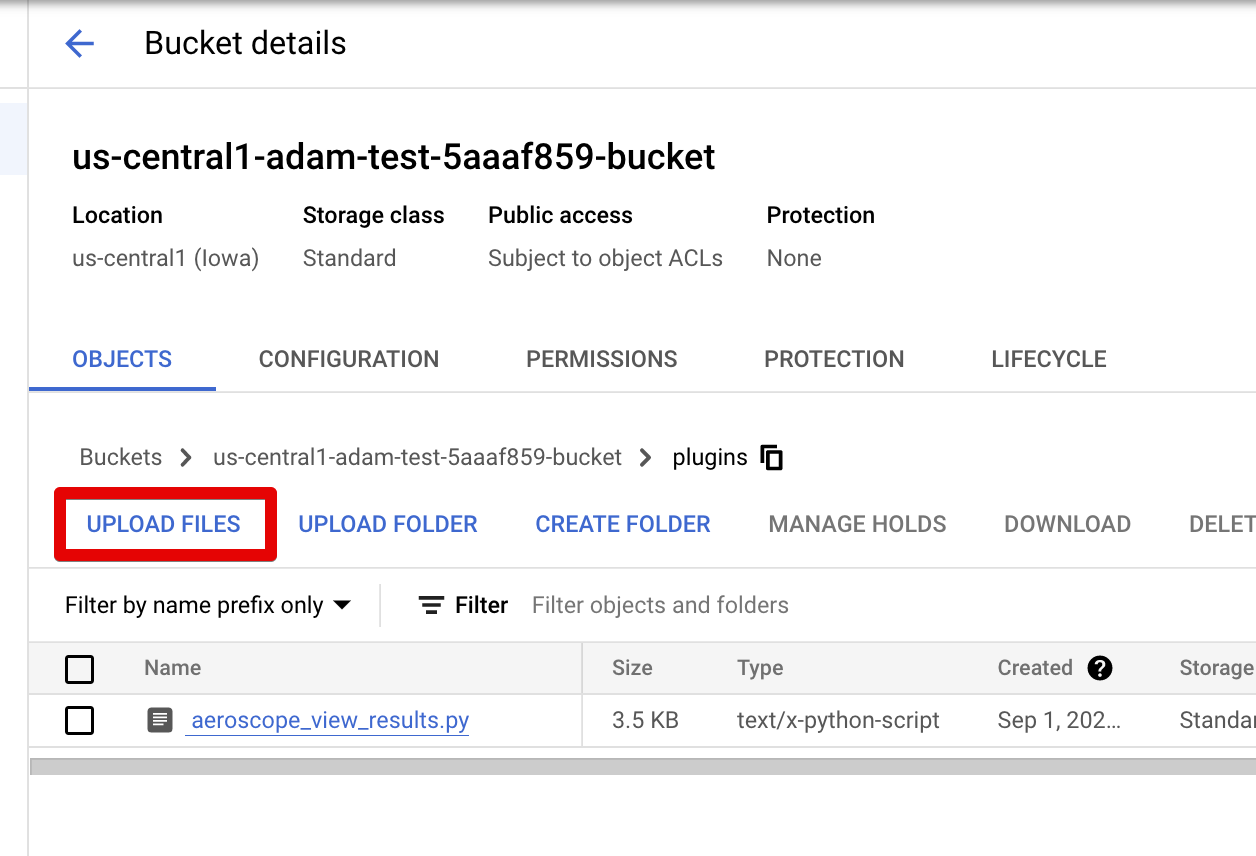 Bucket details
us-central1-adam-test-5aaaf859-bucket
Location Storage class Public access Protection
us-central1 (Iowa) Standard Subject to object ACLs None
OBJECTS CONFIGURATION PERMISSIONS PROTECTION LIFECYCLE
Buckets us-central1-adam-test-5aaaf859-bucket plugins
UPLOAD FILES UPLOAD FOLDER CREATE FOLDER MANAGE HOLDS DOWNLOAD DELET
Filter by name prefix only Filter Filter objects and folders
Name Size Type Created ? Storage
aeroscope_view_results.py 3.5 KB text/x-python-script Sep 1, 202... Standar